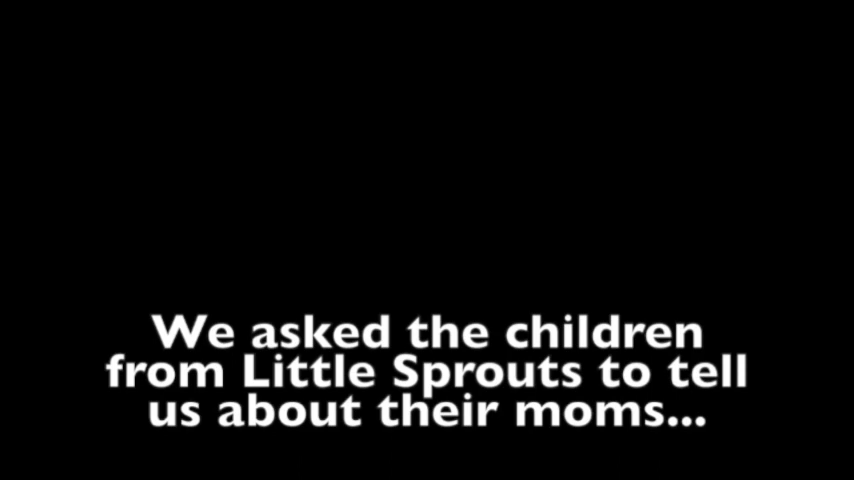 We asked the children
from Little Sprouts to tell
us about their moms...